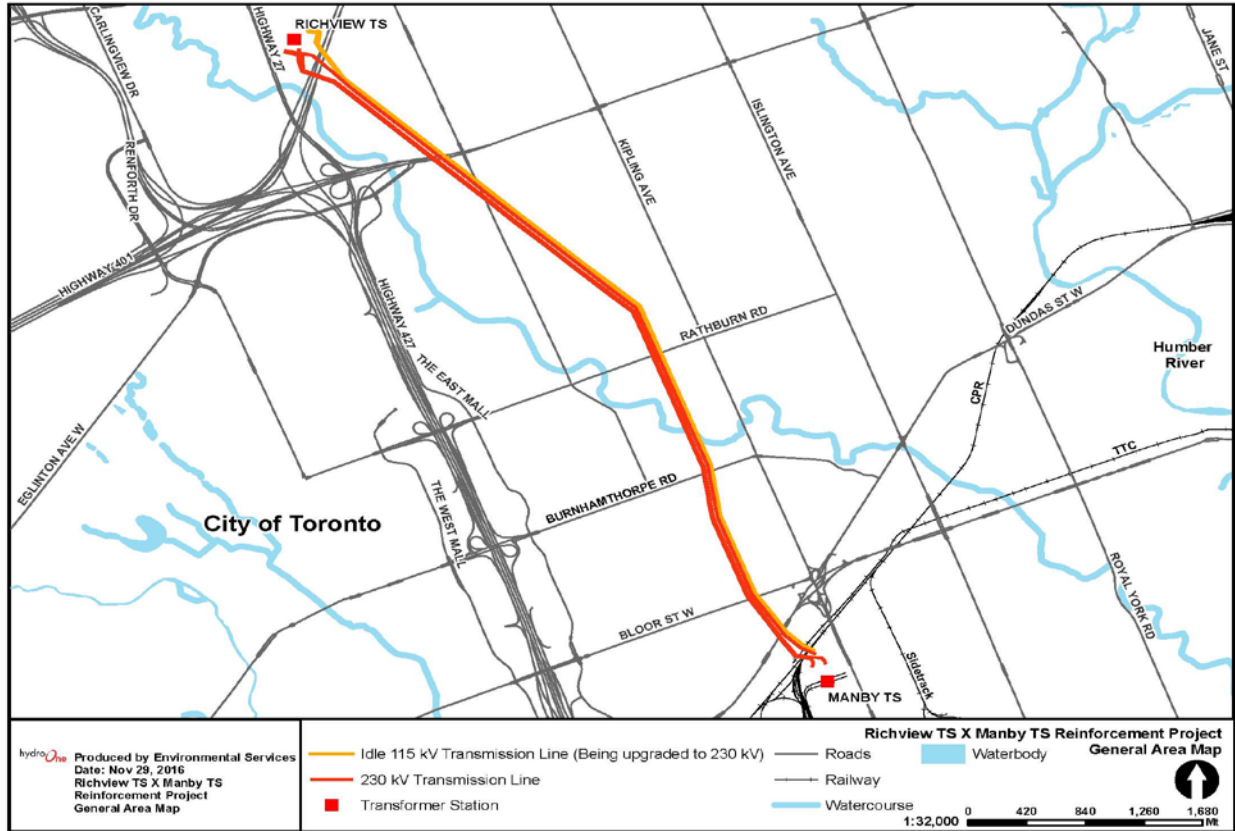 RICHVIEW TS
CARLINGVIEW DR
HIGHWAY 27
JANE ST
RENFORTH DR
KIPLING AVE
ISLINGTON AVE
HIGHWAY 401
HIGHWAY 427
RATHBURN RD
DUNDAS ST W
Humber
River
THE EAST MALL
CPR
EGLINTON AVE W
TTC
BURNHAMTHORPE RD
THE WEST MALL
City of Toronto
BLOOR ST W
ROYAL YORK RD
Sidetrack
MANBY TS
hydroOne Produced by Environmental Services
Date: Nov 29, 2016
Richview TS X Manby TS
Reinforcement Project
General Area Map
Idle 115 kV Transmission Line (Being upgraded to 230 kV)
230 kV Transmission Line
Transformer Station
Richview TS X Manby TS Reinforcement Project
General Area Map
Roads
Waterbody
Railway
Watercourse
1:32,000
0 420 840 1,260 1,680
Mt